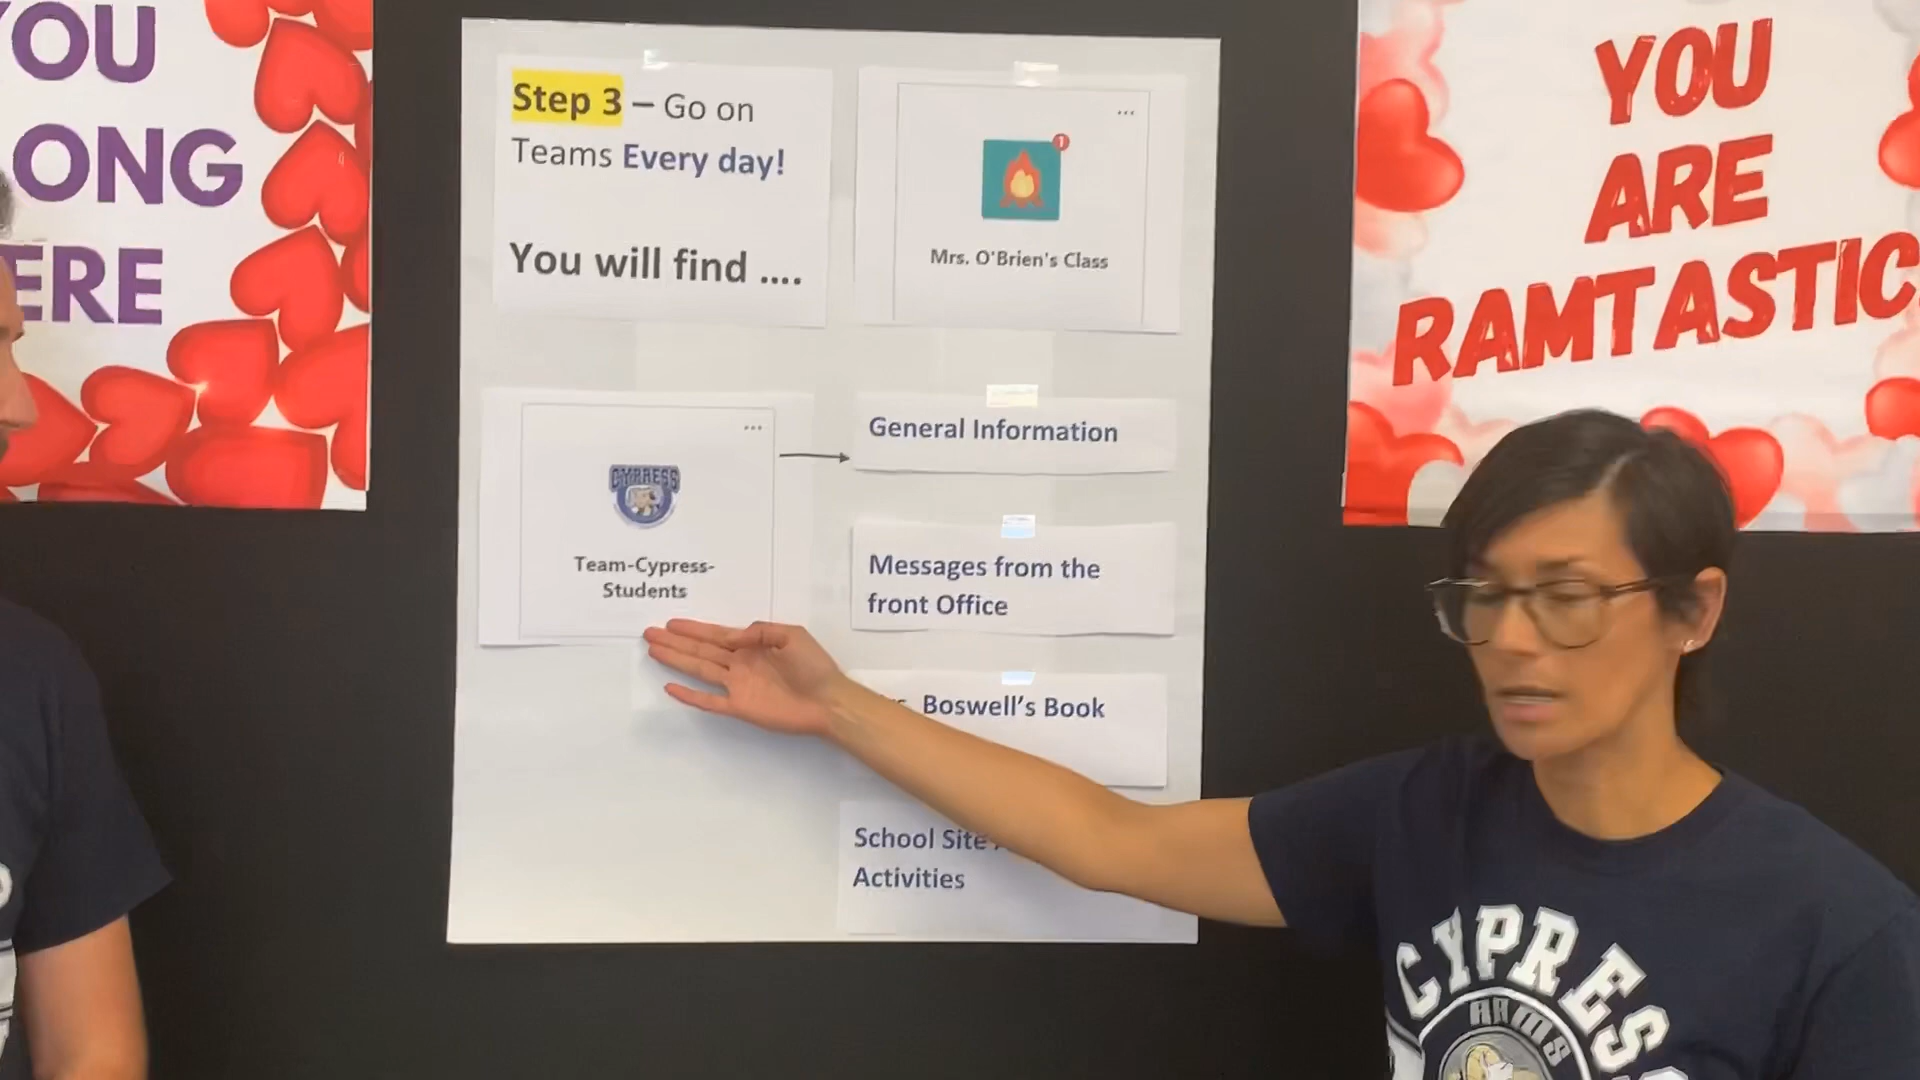 YOU
ONG
ERE
Step 3 – Go on
Teams Every day!
You will find ....
Mrs. O'Brien's Class
CYPRESS
Team-Cypress-
Students
General Information
Messages from the
front Office
Boswell's Book
School Site
Activities
YOU
ARE
RAMTASTIC
CYPRESS
RAMS